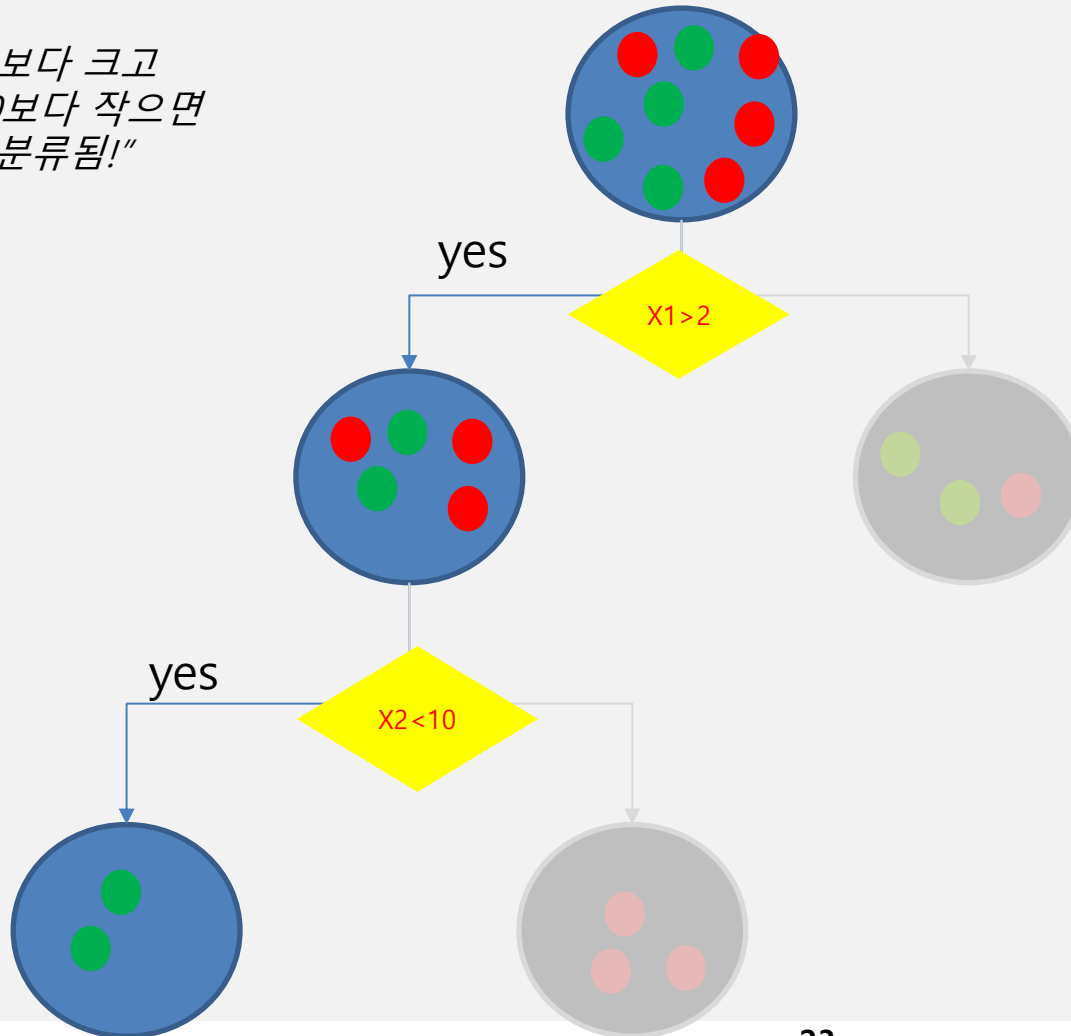 보다 크고
보다 작으면
분류됨!”
yes
X1>2
yes
X2<10